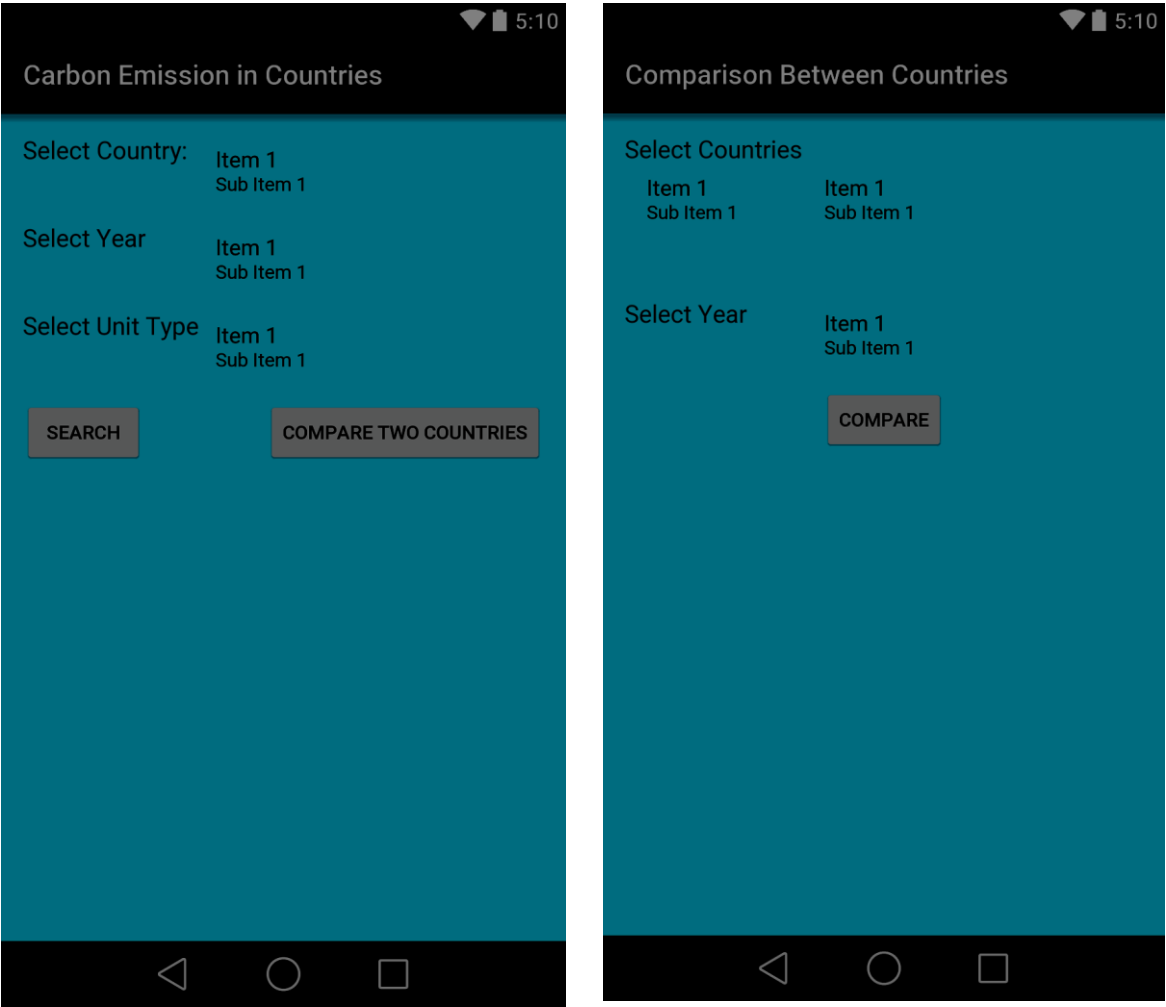 5:10
Carbon Emission in Countries
Select Country:
Item 1
Sub Item 1
Select Year
Item 1
Sub Item 1
Select Unit Type
Item 1
Sub Item 1
SEARCH
COMPARE TWO COUNTRIES
5:10
Comparison Between Countries
Select Countries
Item 1
Sub Item 1
Item 1
Sub Item 1
Select Year
Item 1
Sub Item 1
COMPARE